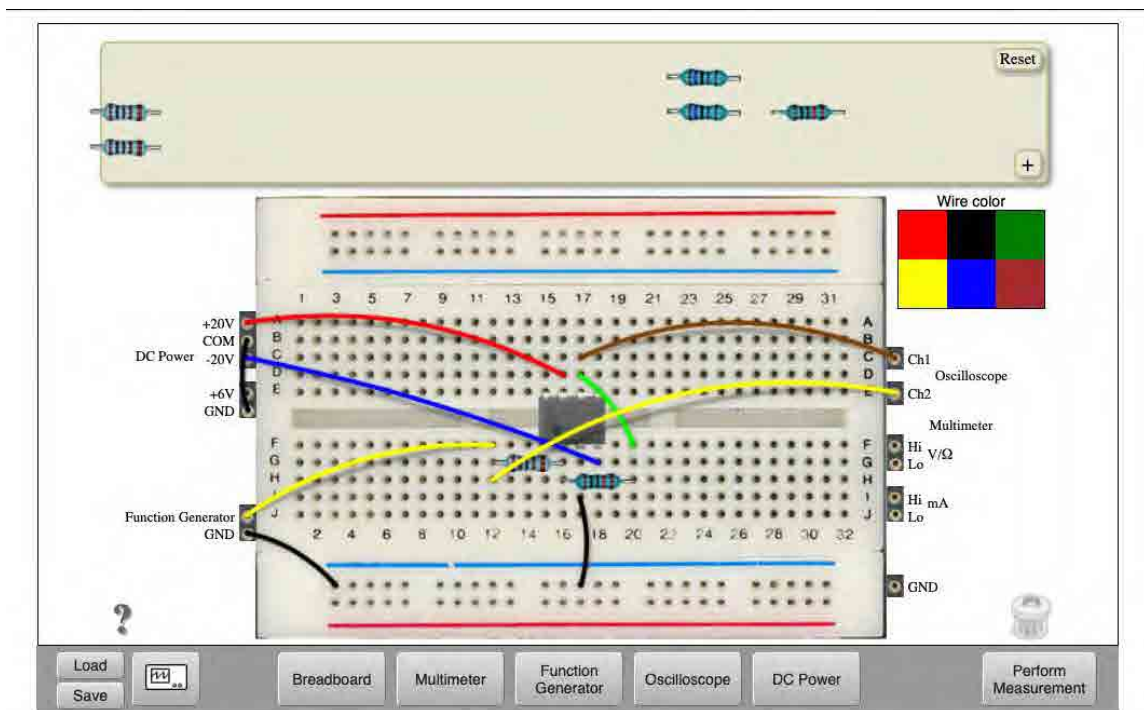 Reset
+
Wire color
1 3 5 7 9 11 13 15 17 19 21 23 25 27 29 31
A A
B B
C C
D D
E E
+20V
COM
DC Power -20V
+6V
GND
Ch1
Oscilloscope
Ch2
Multimeter
F F
G G
H H
I
J J
Hi V/Ω
Lo
Hi mA
Lo
Function Generator
GND
2 4 6 8 10 12 14 16 18 20 22 24 26 28 30 32
GND
?
Load
Save
Breadboard
Multimeter
Function
Generator
Oscilloscope
DC Power
Perform
Measurement